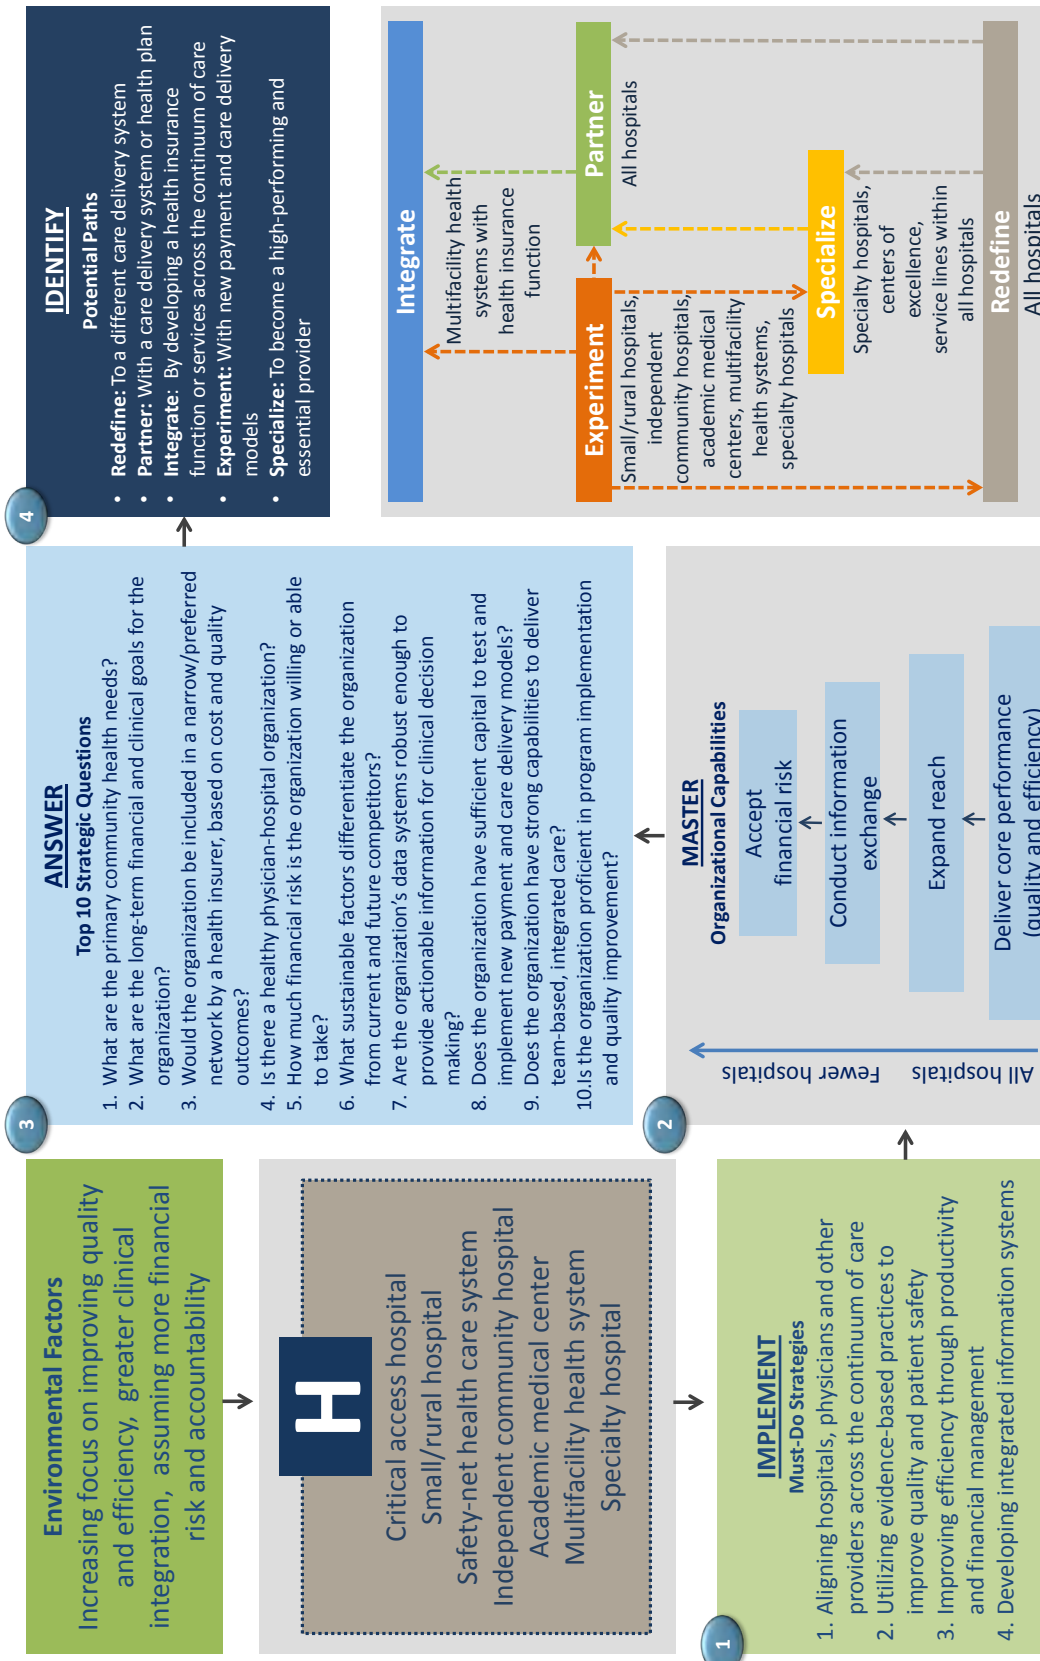 Environmental Factors
Increasing focus on improving quality
and efficiency, greater clinical
integration, assuming more financial
risk and accountability
H
Critical access hospital
Small/rural hospital
Safety-net health care system
Independent community hospital
Academic medical center
Multifacility health system
Specialty hospital
1
IMPLEMENT
Must-Do Strategies
1. Aligning hospitals, physicians and other
providers across the continuum of care
2. Utilizing evidence-based practices to
improve quality and patient safety
3. Improving efficiency through productivity
and financial management
4. Developing integrated information systems
2
MASTER
Organizational Capabilities
Accept
financial risk
Conduct information
exchange
Expand reach
Deliver core performance
(quality and efficiency)
Fewer hospitals
All hospitals
3
ANSWER
Top 10 Strategic Questions
1. What are the primary community health needs?
2. What are the long-term financial and clinical goals for the
organization?
3. Would the organization be included in a narrow/preferred
network by a health insurer, based on cost and quality
outcomes?
4. Is there a healthy physician-hospital organization?
5. How much financial risk is the organization willing or able
to take?
6. What sustainable factors differentiate the organization
from current and future competitors?
7. Are the organization's data systems robust enough to
provide actionable information for clinical decision
making?
8. Does the organization have sufficient capital to test and
implement new payment and care delivery models?
9. Does the organization have strong capabilities to deliver
team-based, integrated care?
10.Is the organization proficient in program implementation
and quality improvement?
4
IDENTIFY
Potential Paths
• Redefine: To a different care delivery system
• Partner: With a care delivery system or health plan
• Integrate: By developing a health insurance
function or services across the continuum of care
• Experiment: With new payment and care delivery
models
• Specialize: To become a high-performing and
essential provider
Integrate
Multifacility health
systems with
health insurance
function
Experiment
Small/rural hospitals,
independent
community hospitals,
academic medical
centers, multifacility
health systems,
specialty hospitals
Partner
All hospitals
Specialize
Specialty hospitals,
centers of
excellence,
service lines within
all hospitals
Redefine
All hospitals